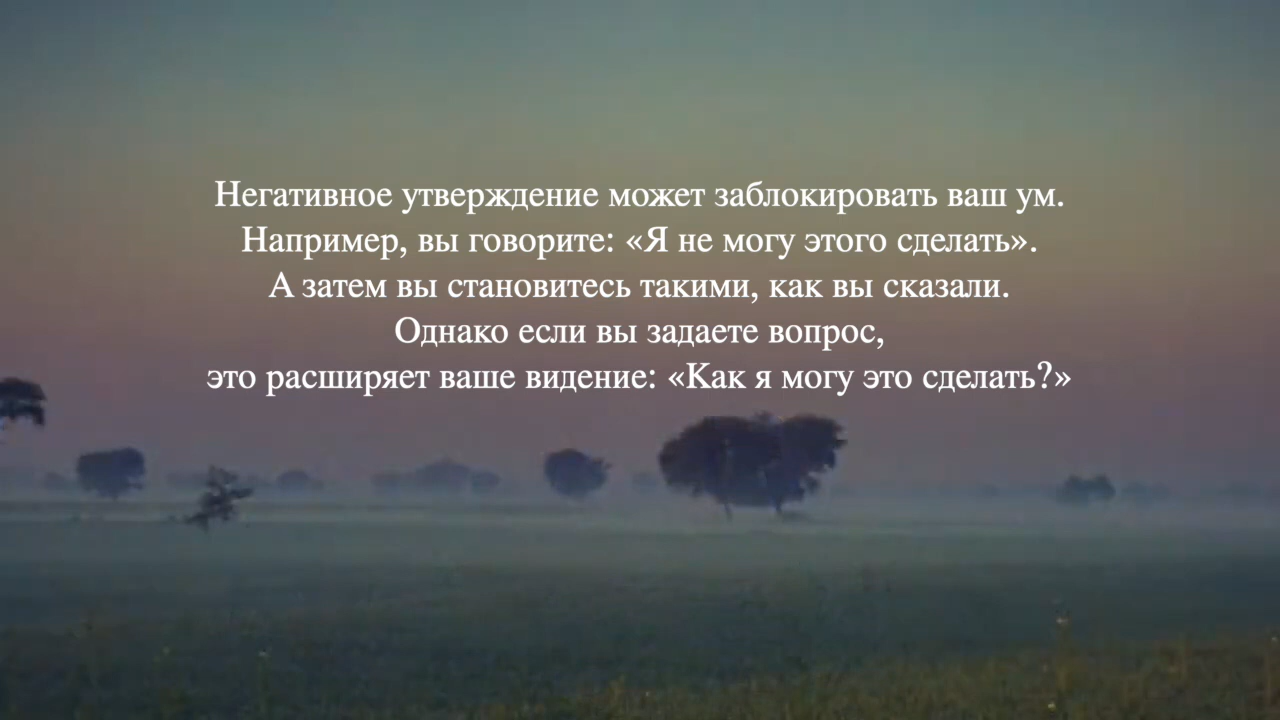 Негативное утверждение может заблокировать ваш ум.
Например, вы говорите: «Я не могу этого сделать».
А затем вы становитесь такими, как вы сказали.
Однако если вы задаете вопрос,
это расширяет ваше видение: «Как я могу это сделать?»